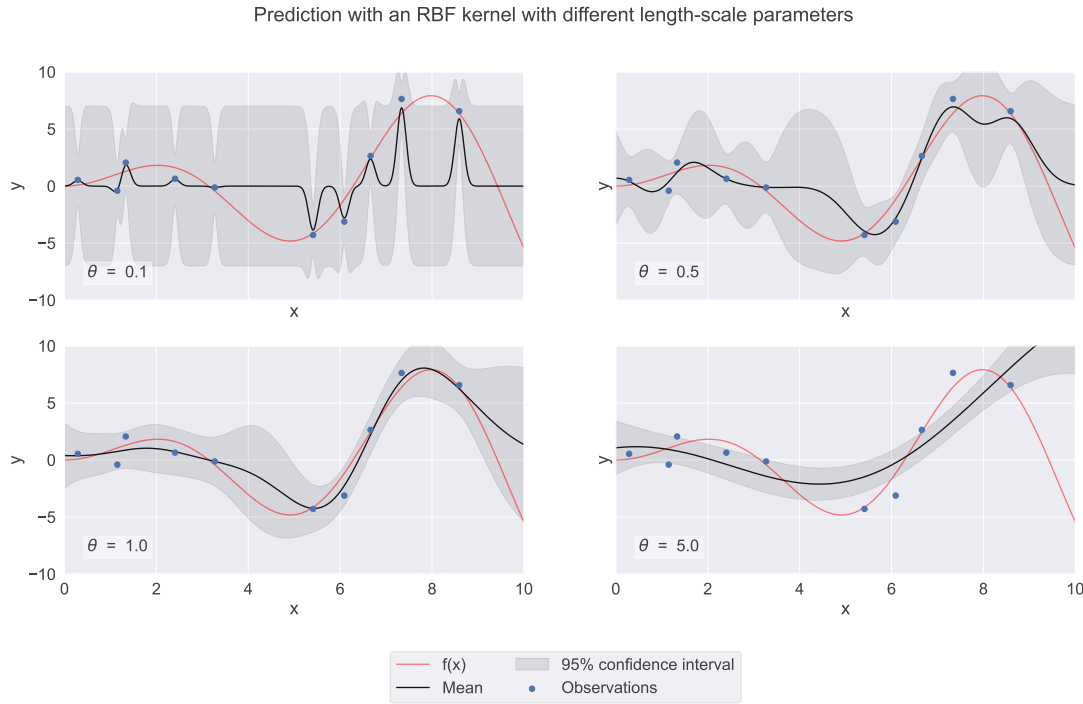 Prediction with an RBF kernel with different length-scale parameters
10
5
0
−5
−10
y
θ = 0.1
x
y
θ = 0.5
x
10
5
0
−5
−10
y
θ = 1.0
0 2 4 6 8 10
x
y
θ = 5.0
0 2 4 6 8 10
x
f(x)
95% confidence interval
Mean
Observations